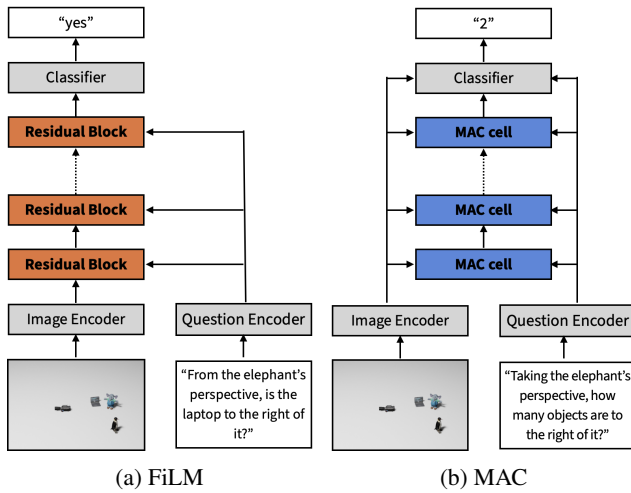 “yes”
Classifier
Residual Block
Residual Block
Residual Block
Image Encoder
Question Encoder
“From the elephant’s
perspective, is the
laptop to the right of
it?”
(a) FiLM
“2”
Classifier
MAC cell
MAC cell
MAC cell
Image Encoder
Question Encoder
“Taking the elephant’s
perspective, how
many objects are to
the right of it?”
(b) MAC